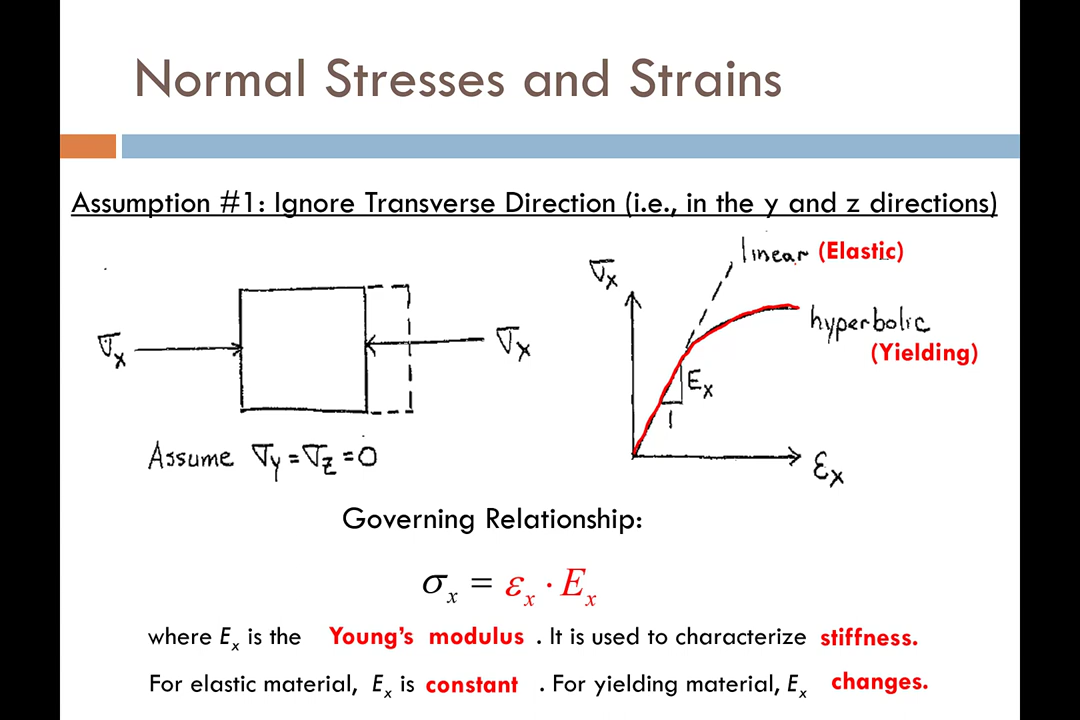 Normal Stresses and Strains
Assumption #1: Ignore Transverse Direction (i.e., in the y and z directions)
σx
σx
Assume σy = σz = 0
σx
linear (Elastic)
hyperbolic
(Yielding)
Ex
1
εx
Governing Relationship:
σx = εx · Ex
where Ex is the Young's modulus . It is used to characterize stiffness.
For elastic material, Ex is constant . For yielding material, Ex changes.